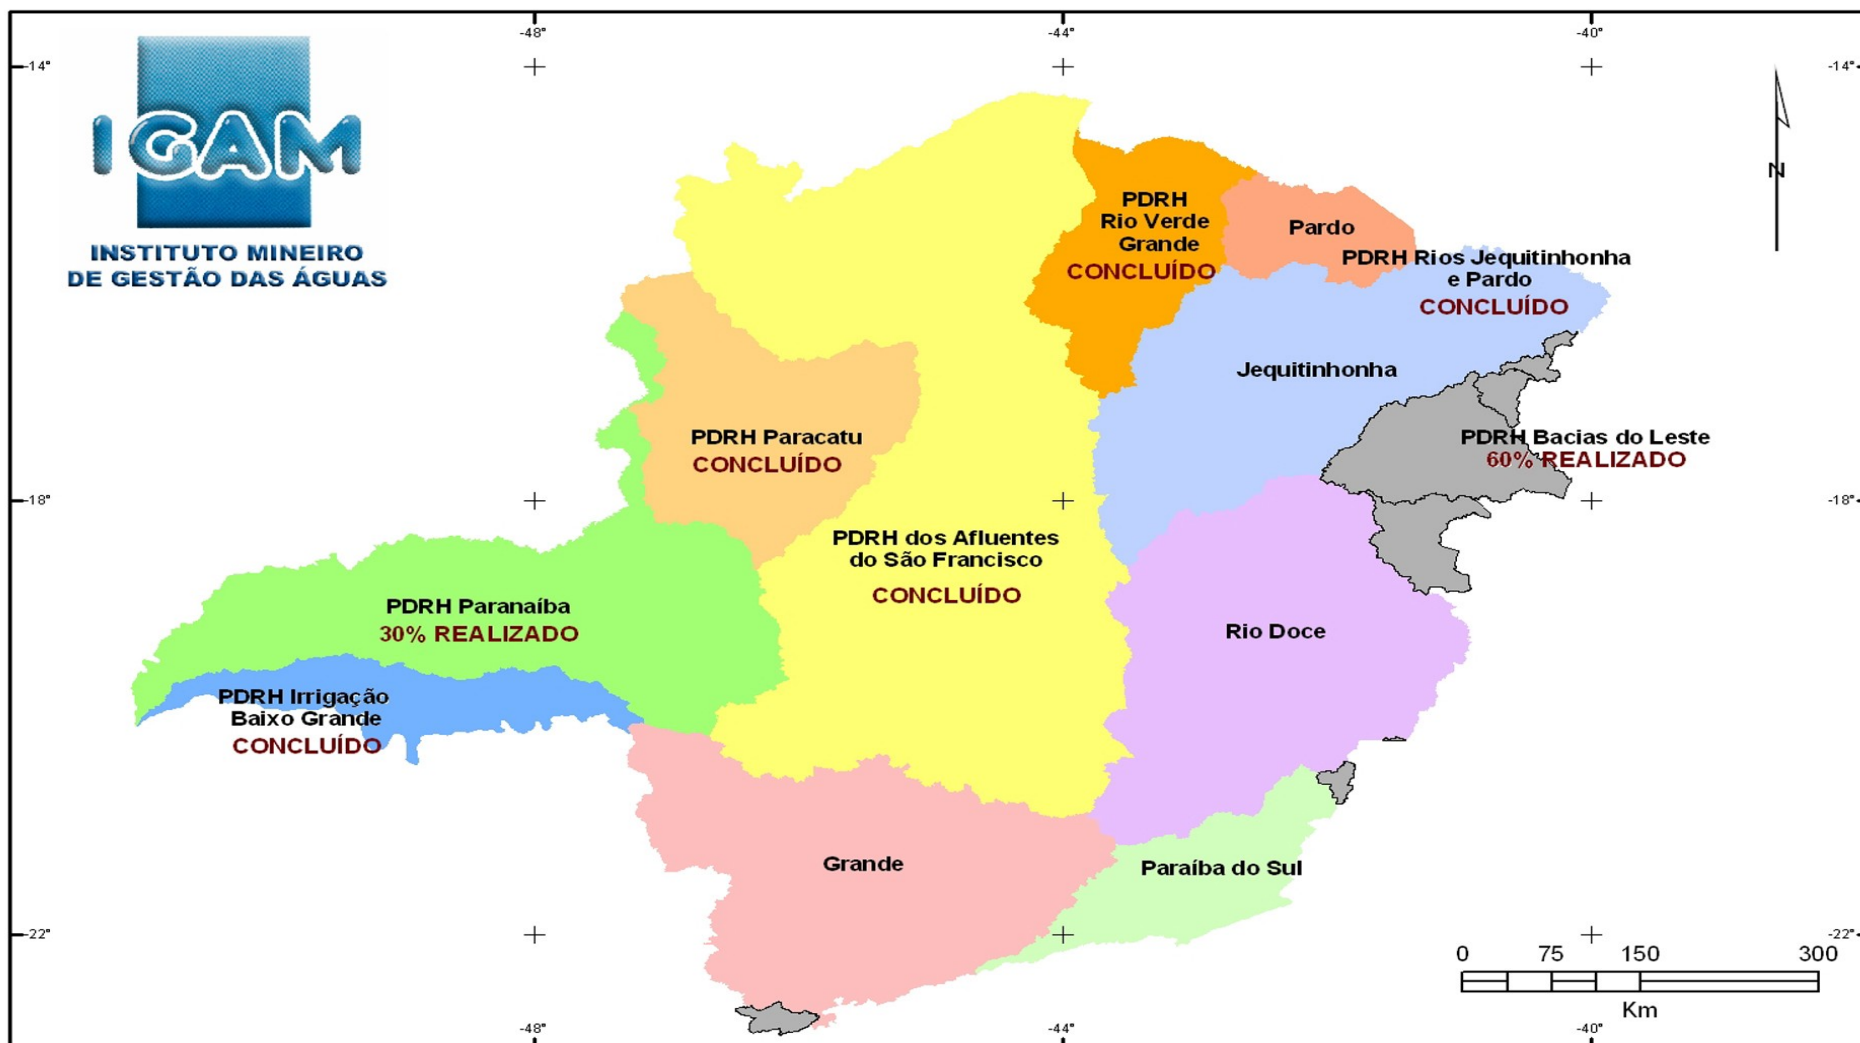 -48°
-44°
-40°
-14°
-14°
IGAM
INSTITUTO MINEIRO
DE GESTÃO DAS ÁGUAS
N
PDRH
Rio Verde
Grande
CONCLUÍDO
Pardo
PDRH Rios Jequitinhonha
e Pardo
CONCLUÍDO
Jequitinhonha
PDRH Paracatu
CONCLUÍDO
PDRH Bacias do Leste
60% REALIZADO
-18°
-18°
PDRH dos Afluentes
do São Francisco
CONCLUÍDO
PDRH Paranaíba
30% REALIZADO
Rio Doce
PDRH Irrigação
Baixo Grande
CONCLUÍDO
Grande
Paraíba do Sul
-22°
-22°
0 75 150 300
Km
-48°
-44°
-40°